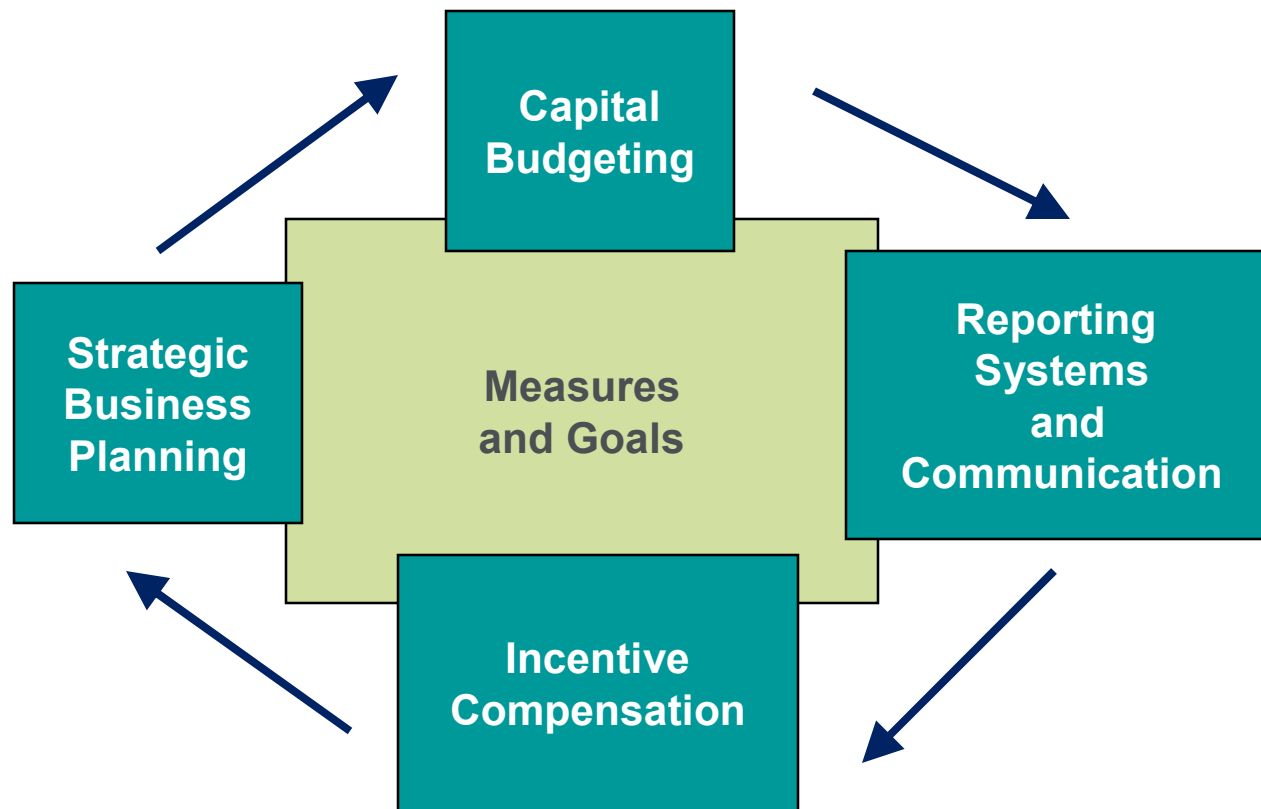 Capital
Budgeting
Strategic
Business
Planning
Measures
and Goals
Reporting
Systems
and
Communication
Incentive
Compensation